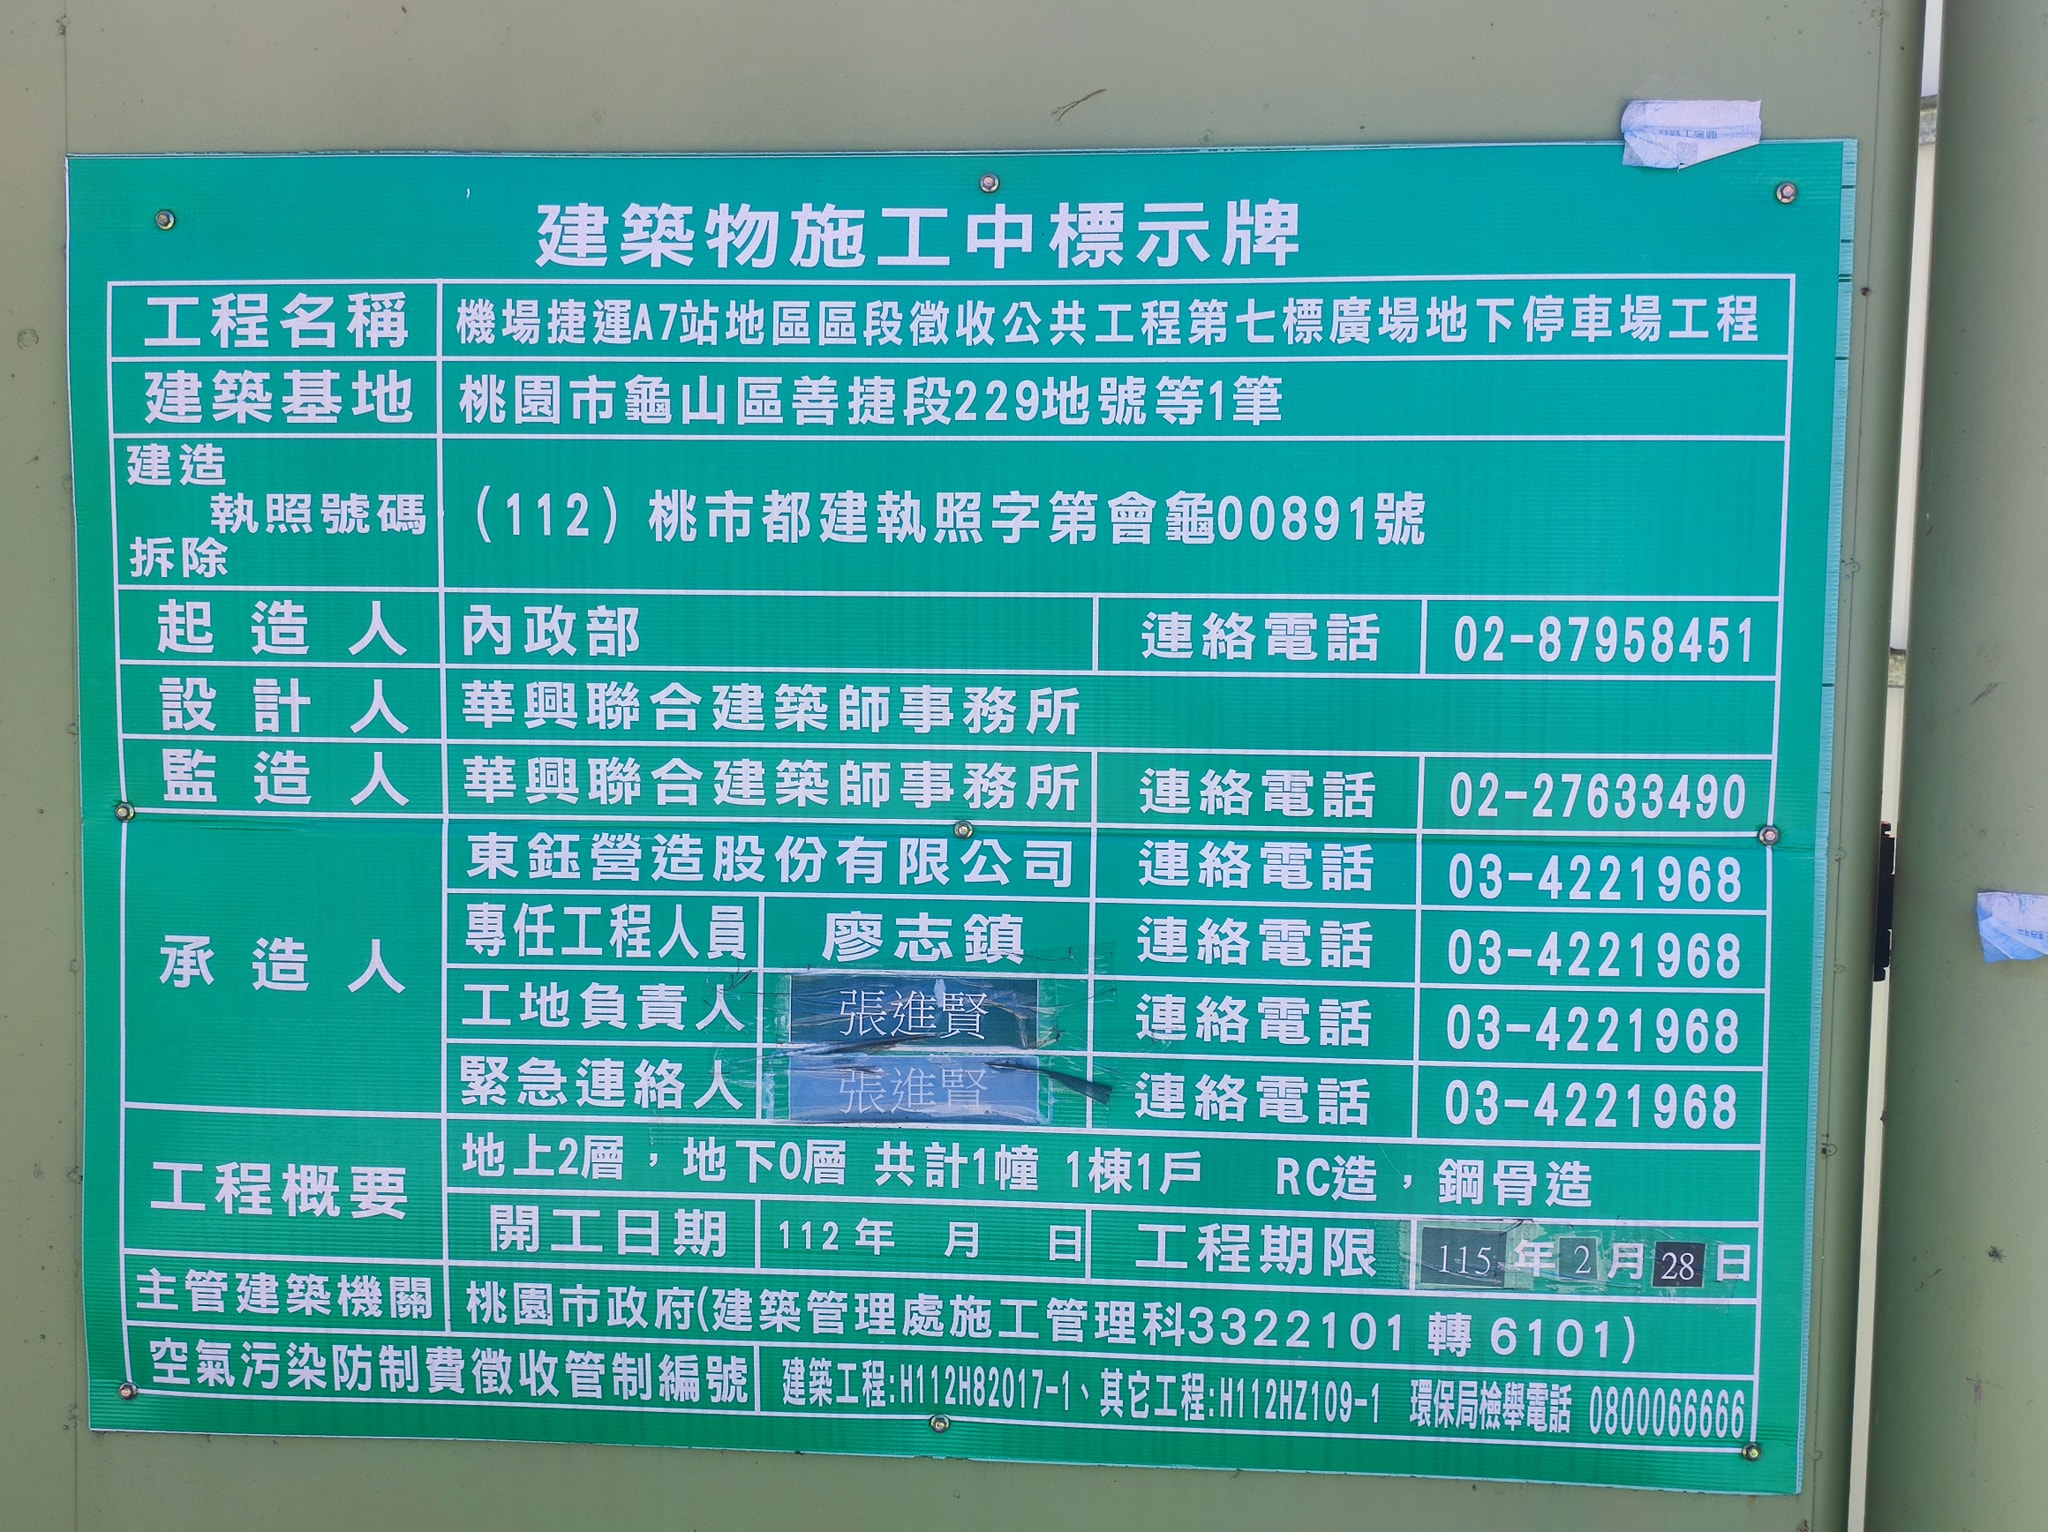 建築物施工中標示牌
工程名稱 機場捷運A7站地區區段徵收公共工程第七標廣場地下停車場工程
建築基地 桃園市龜山區善捷段229地號等1筆
建造
執照號碼 (112) 桃市都建執照字第會龜00891號
拆除
起造人 內政部 連絡電話 02-87958451
設計人 華興聯合建築師事務所
監造人 華興聯合建築師事務所 連絡電話 02-27633490
承造人 東鈺營造股份有限公司 連絡電話 03-4221968
專任工程人員 廖志鎮 連絡電話 03-4221968
工地負責人 張進賢 連絡電話 03-4221968
緊急連絡人 張進賢 連絡電話 03-4221968
工程概要 地上2層，地下0層 共計1幢 1棟1戶 RC造，鋼骨造
開工日期 112年 月 日 工程期限 115年2月28日
主管建築機關 桃園市政府(建築管理處施工管理科3322101 轉 6101)
空氣污染防制費徵收管制編號 建築工程:H112H82017-1、其它工程:H112HZ109-1 環保局檢舉電話 0800066666